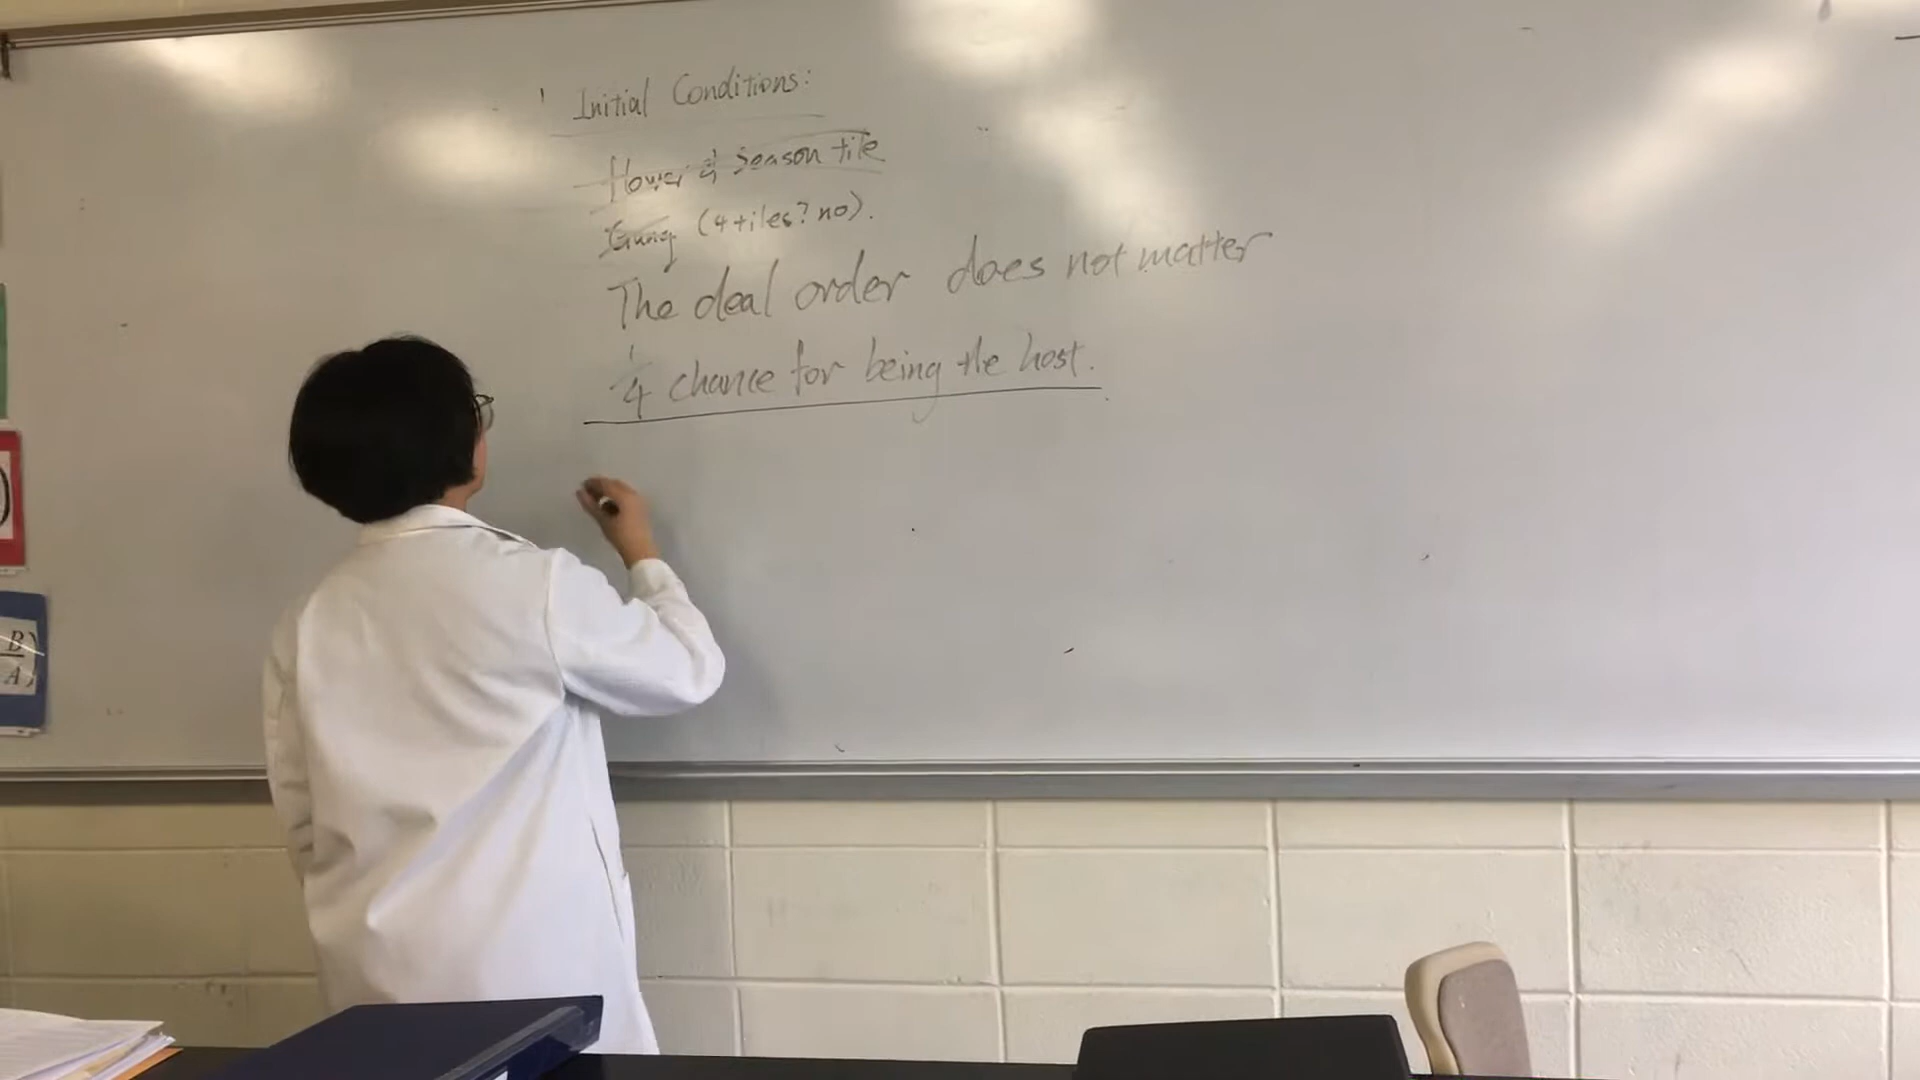 Initial Conditions:
Flower & Season tile
Gung (4 tiles? no).
The deal order does not matter
1/4 chance for being the host.
B)
A)